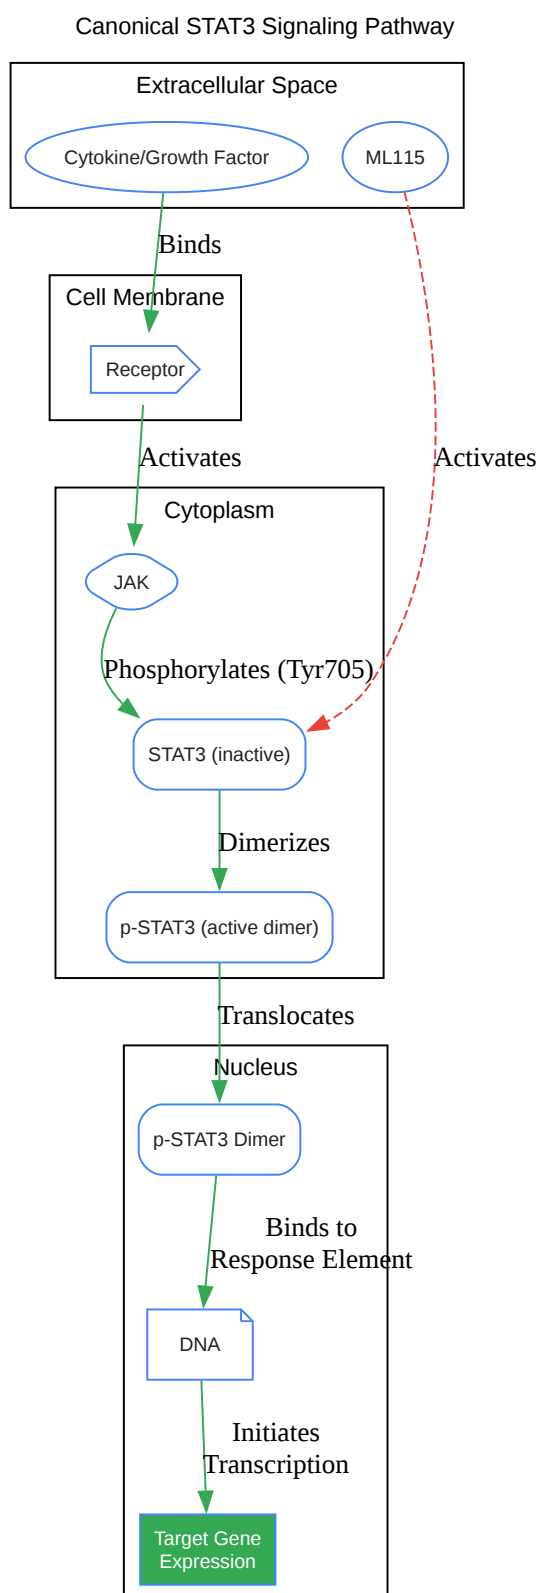 Canonical STAT3 Signaling Pathway
Extracellular Space
Cytokine/Growth Factor
ML115
Binds
Cell Membrane
Receptor
Activates
Activates
Cytoplasm
JAK
Phosphorylates (Tyr705)
STAT3 (inactive)
Dimerizes
p-STAT3 (active dimer)
Translocates
Nucleus
p-STAT3 Dimer
Binds to
Response Element
DNA
Initiates
Transcription
Target Gene
Expression